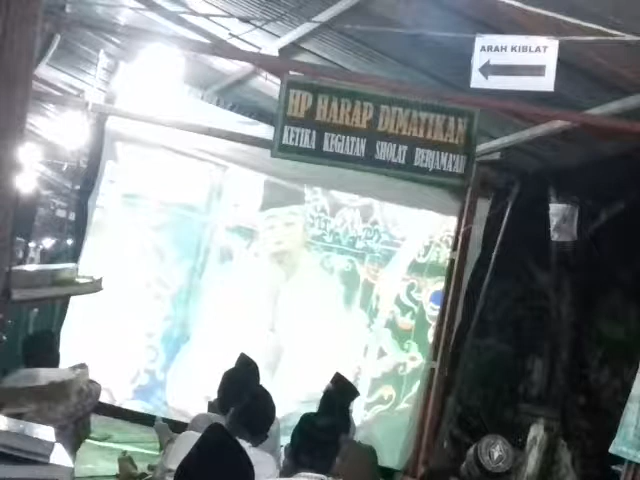 ARAH KIBLAT
HP HARAP DIMATIKAN
KETIKA KEGIATAN SHOLAT BERJAMA'AH